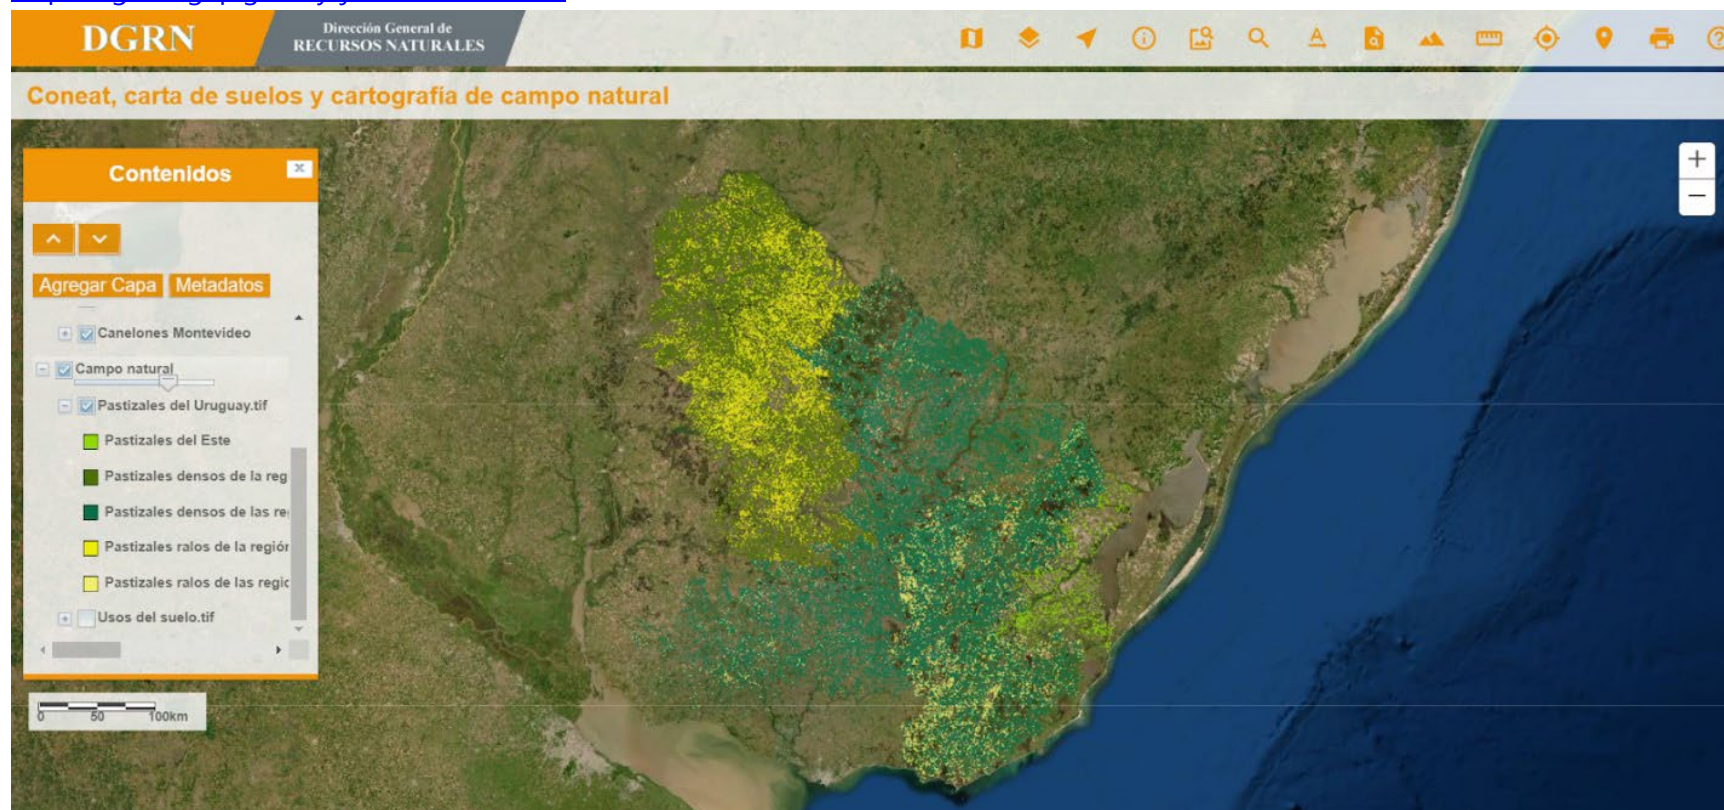 DGRN
Dirección General de
RECURSOS NATURALES
Coneat, carta de suelos y cartografía de campo natural
Contenidos
Agregar Capa Metadatos
Canelones Montevideo
Campo natural
Pastizales del Uruguay.tif
Pastizales del Este
Pastizales densos de la reg
Pastizales densos de las re
Pastizales ralos de la región
Pastizales ralos de las regio
Usos del suelo.tif
0 50 100km